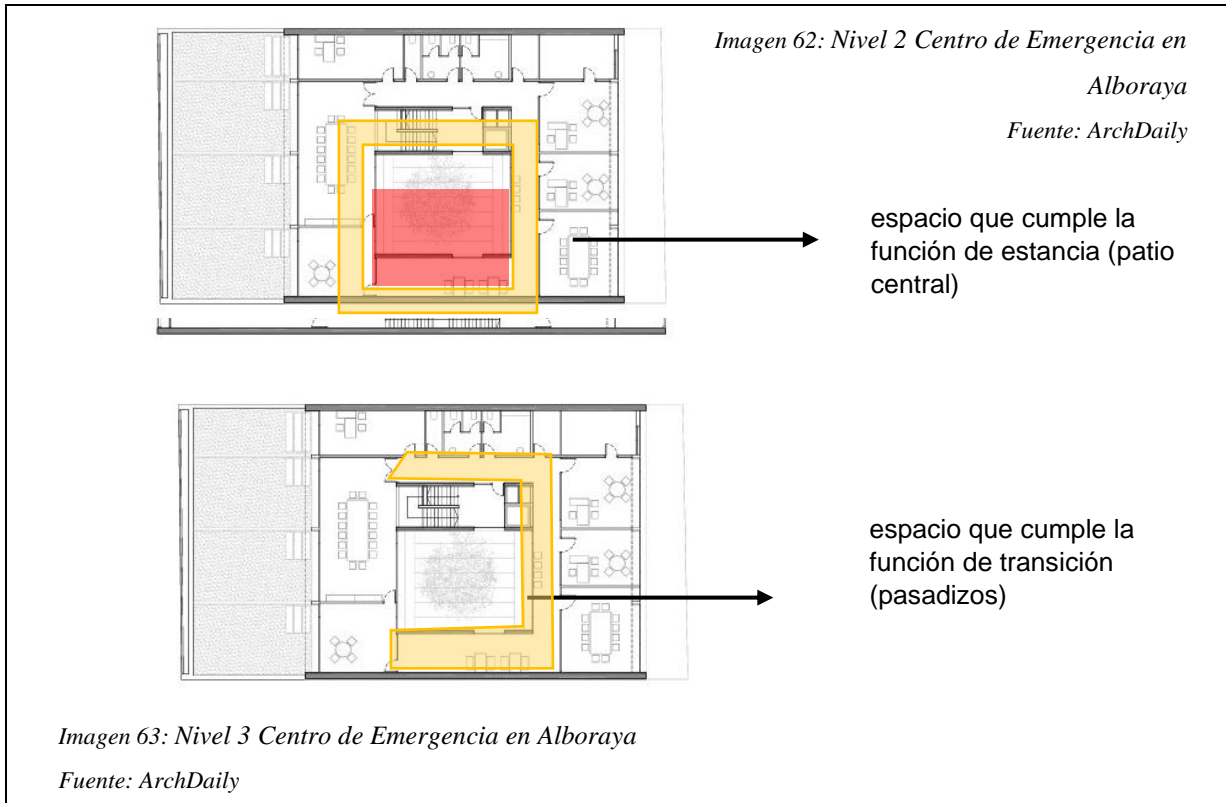 Imagen 62: Nivel 2 Centro de Emergencia en
Alboraya
Fuente: ArchDaily
espacio que cumple la
función de estancia (patio
central)
espacio que cumple la
función de transición
(pasadizos)
Imagen 63: Nivel 3 Centro de Emergencia en Alboraya
Fuente: ArchDaily